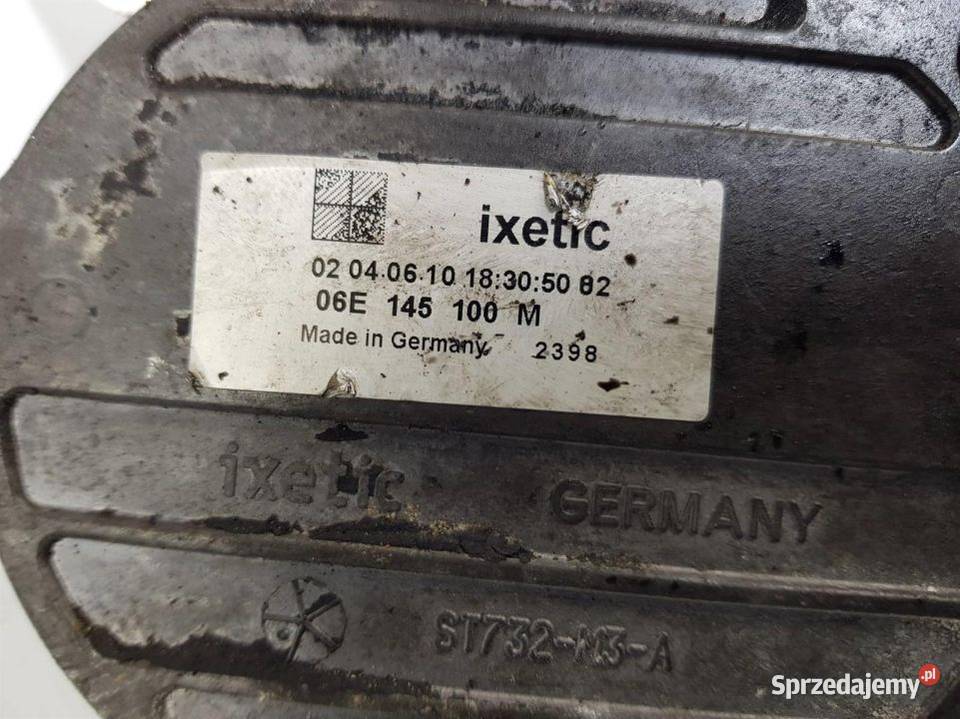 ixetic
02 04.06.10 18:30:50 82
06E 145 100 M
Made in Germany 2398
ixetic GERMANY
ST732-M3-A
Sprzedajemy.pl